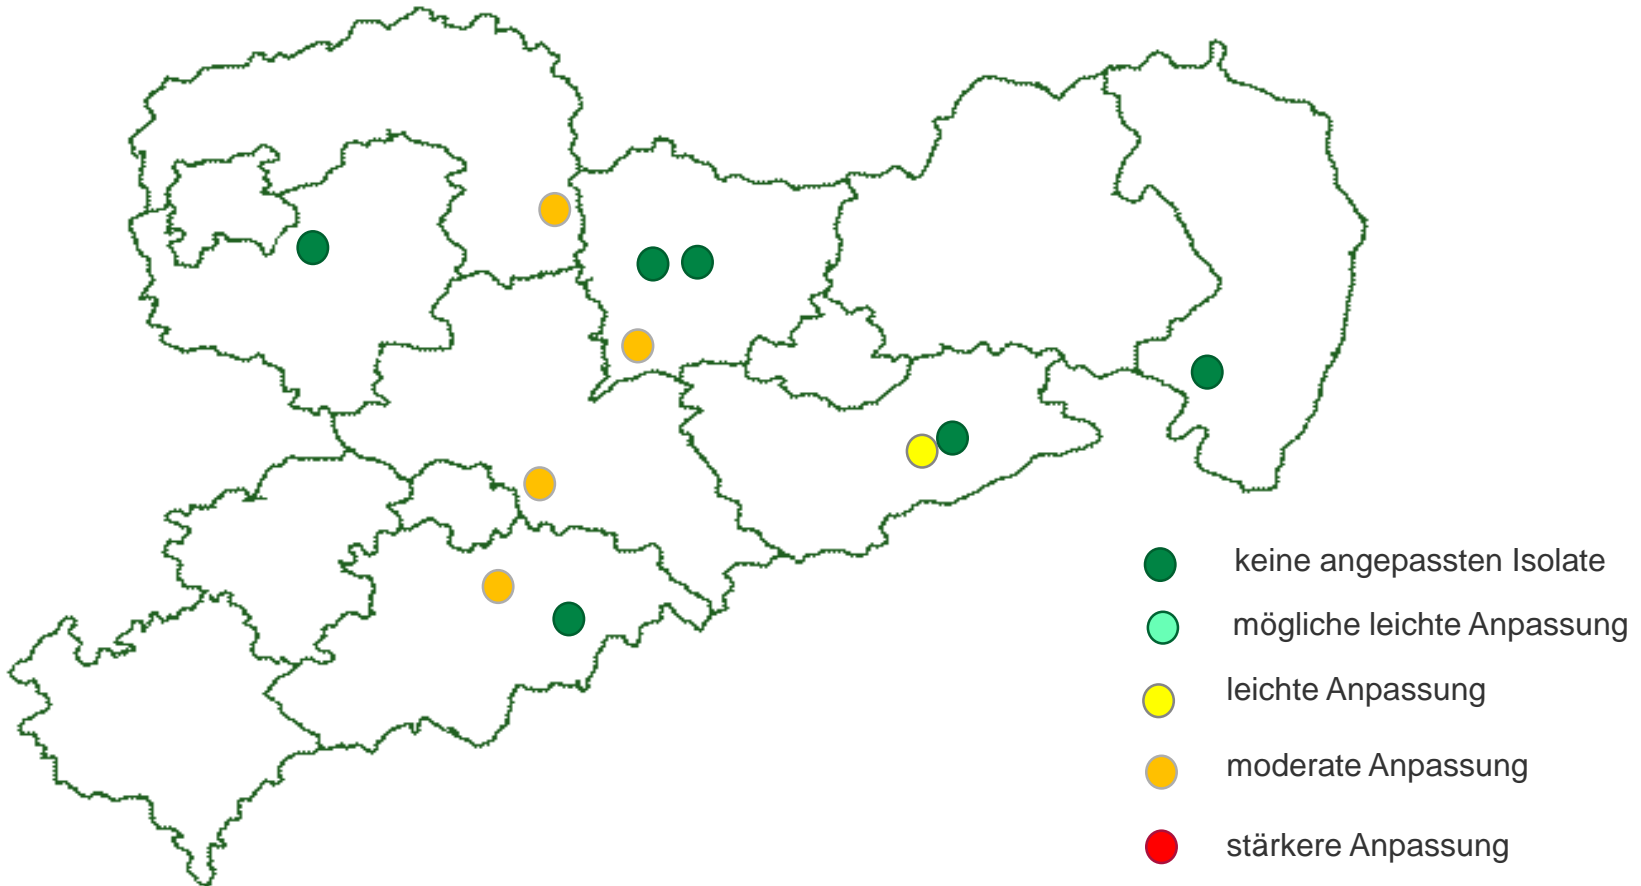 keine angepassten Isolate
mögliche leichte Anpassung
leichte Anpassung
moderate Anpassung
stärkere Anpassung